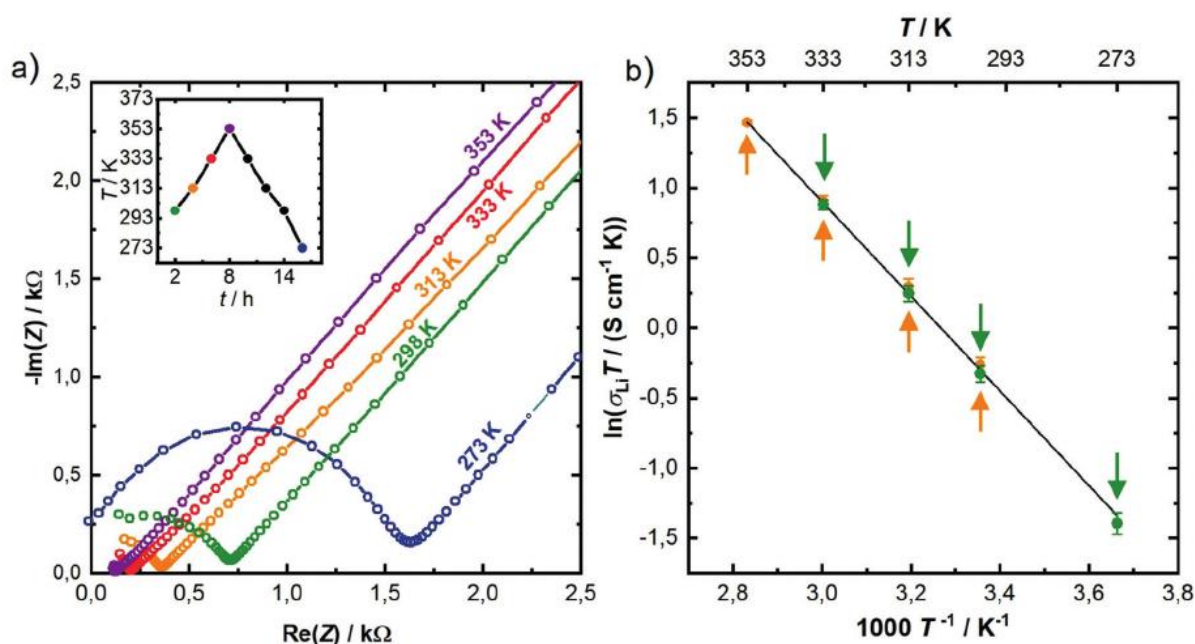 a)
2,5
2,0
1,5
1,0
0,5
0,0
-Im(Z) / kΩ
0,0 0,5 1,0 1,5 2,0 2,5
Re(Z) / kΩ
373
353
333
313
293
273
T / K
2 8 14
t / h
353 K
333 K
313 K
298 K
273 K
b)
T / K
353 333 313 293 273
1,5
1,0
0,5
0,0
-0,5
-1,0
-1,5
ln(σLiT / (S cm⁻¹ K))
2,8 3,0 3,2 3,4 3,6 3,8
1000 T⁻¹ / K⁻¹